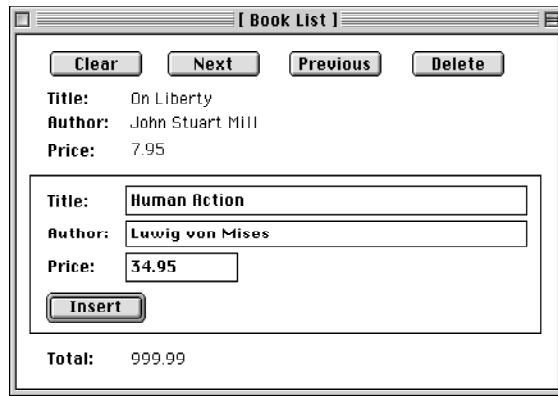 [ Book List ]
Clear Next Previous Delete
Title: On Liberty
Author: John Stuart Mill
Price: 7.95
Title: Human Action
Author: Luwig von Mises
Price: 34.95
Insert
Total: 999.99